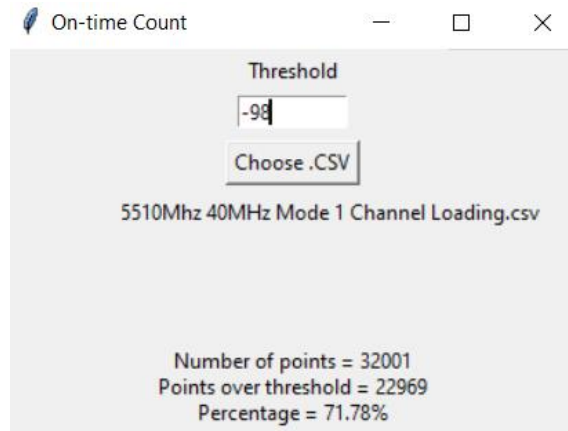 On-time Count
Threshold
-98
Choose .CSV
5510Mhz 40MHz Mode 1 Channel Loading.csv
Number of points = 32001
Points over threshold = 22969
Percentage = 71.78%